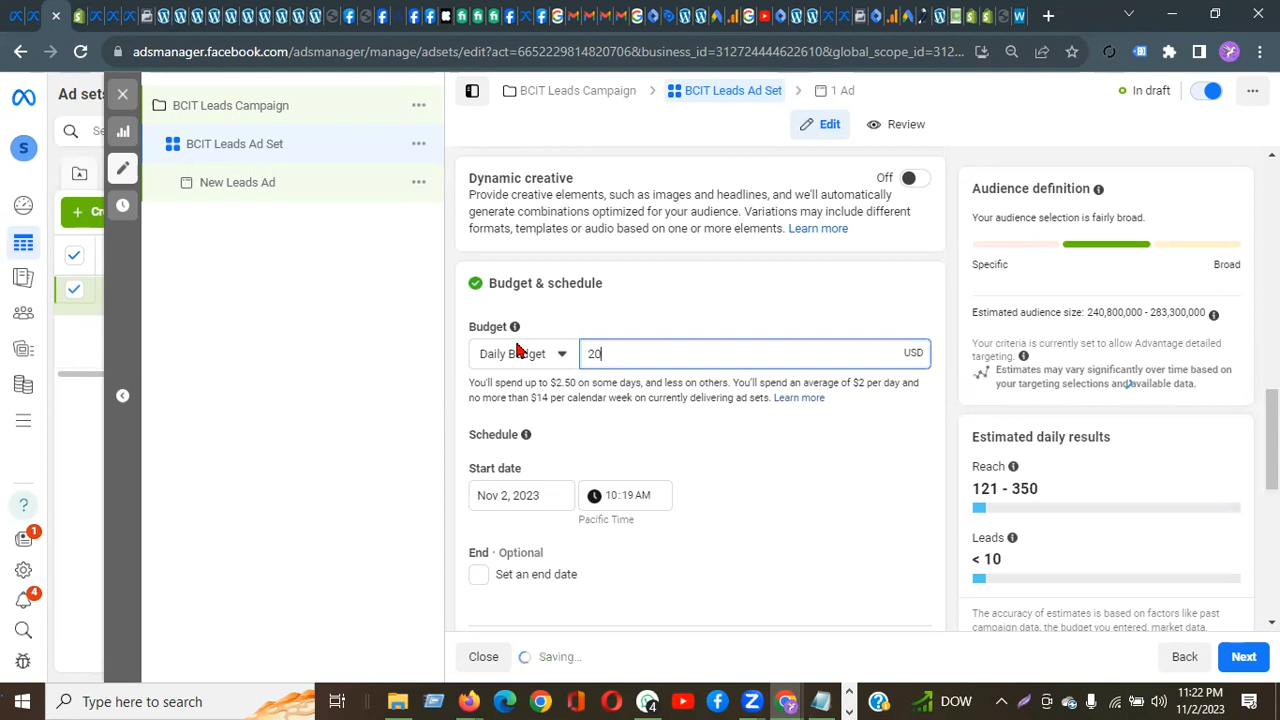 adsmanager.facebook.com/adsmanager/manage/adsets/edit?act=6652229814820706&business_id=3127244446226610&global_scope_id=312...
Ad sets
BCIT Leads Campaign
BCIT Leads Ad Set
New Leads Ad
BCIT Leads Campaign
BCIT Leads Ad Set
1 Ad
In draft
Edit
Review
Dynamic creative
Off
Provide creative elements, such as images and headlines, and we'll automatically
generate combinations optimized for your audience. Variations may include different
formats, templates or audio based on one or more elements. Learn more
Budget & schedule
Budget
Daily Budget
20
USD
You'll spend up to $2.50 on some days, and less on others. You'll spend an average of $2 per day and
no more than $14 per calendar week on currently delivering ad sets. Learn more
Schedule
Start date
Nov 2, 2023
10:19 AM
Pacific Time
End · Optional
Set an end date
Close
Saving...
Back
Next
Audience definition
Your audience selection is fairly broad.
Specific
Broad
Estimated audience size: 240,800,000 - 283,300,000
Your criteria is currently set to allow Advantage detailed
targeting.
Estimates may vary significantly over time based on
your targeting selections and available data.
Estimated daily results
Reach
121 - 350
Leads
< 10
The accuracy of estimates is based on factors like past
campaign data, the budget you entered, market data,
1
4
Type here to search
4
DOW
11:22 PM
11/2/2023